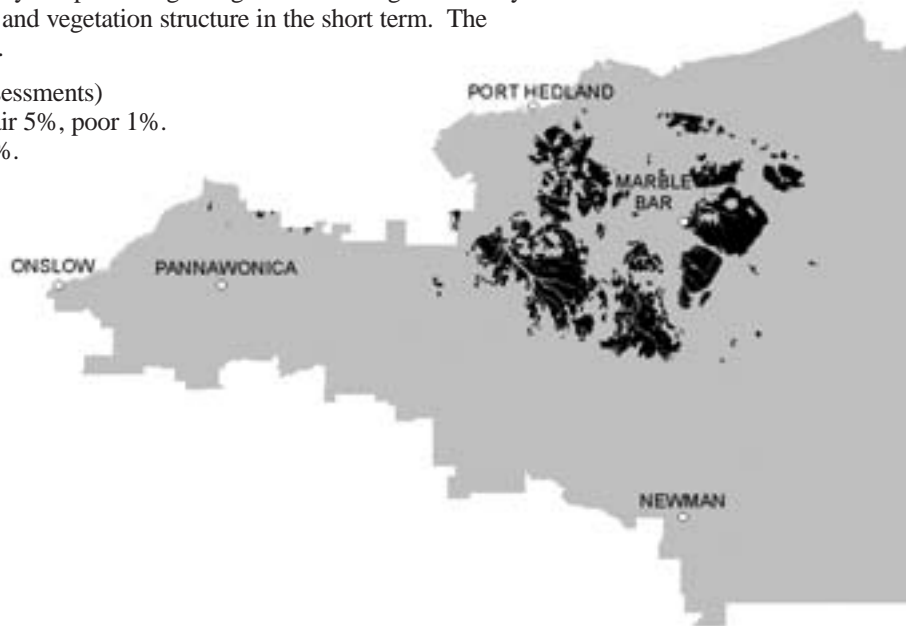 and vegetation structure in the short term. The
essments)
air 5%, poor 1%.
%.
PORT HEDLAND
MARBLE
BAR
ONSLOW
PANNAWONICA
NEWMAN